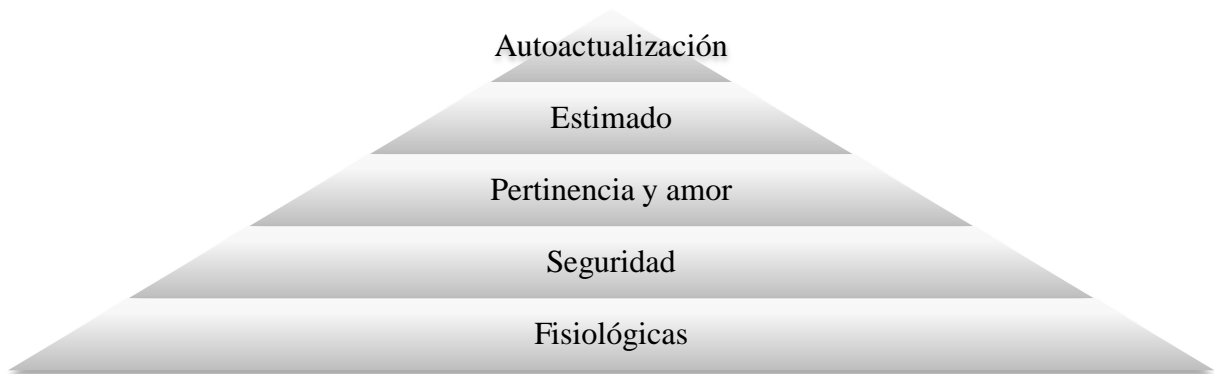 Autoactualización
Estimado
Pertinencia y amor
Seguridad
Fisiológicas